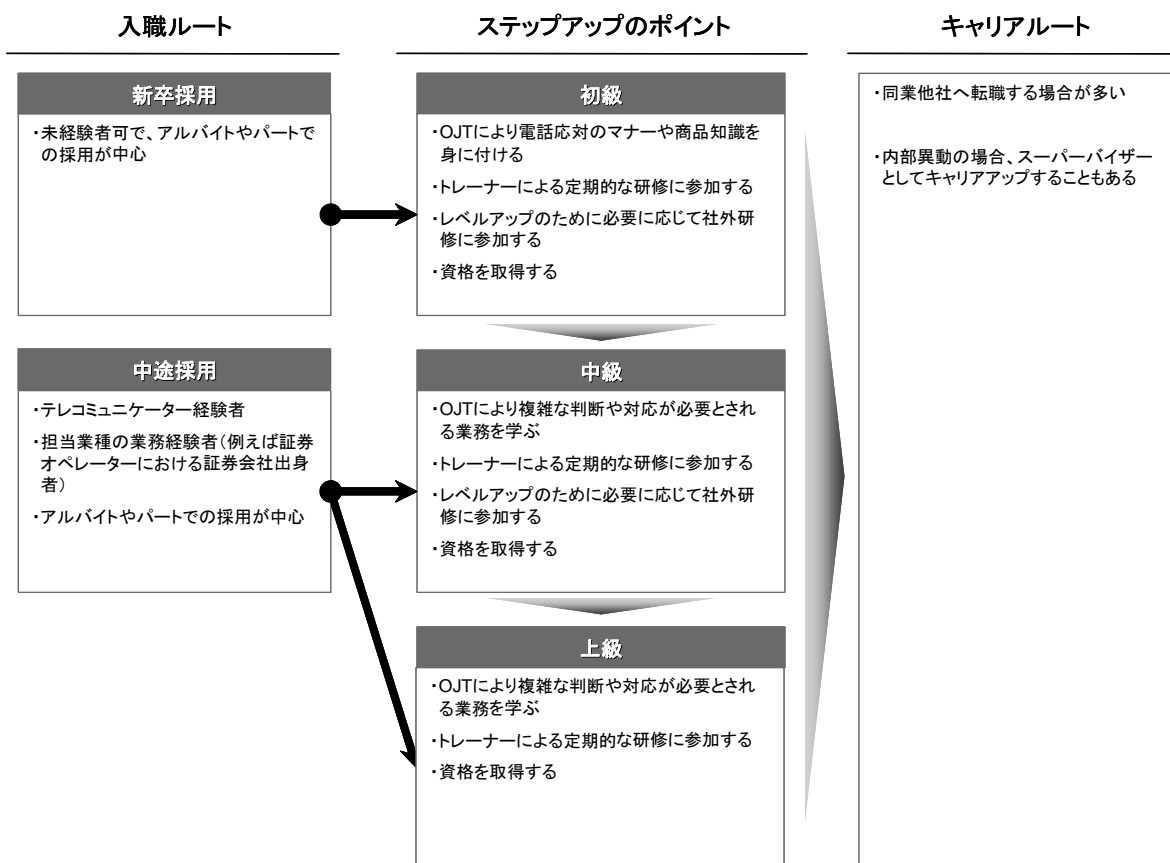 入職ルート
ステップアップのポイント
キャリアルート
新卒採用
・未経験者可で、アルバイトやパートで
の採用が中心
中途採用
・テレコミュニケーター経験者
・担当業種の業務経験者(例えば証券
オペレーターにおける証券会社出身
者)
・アルバイトやパートでの採用が中心
初級
・OJTにより電話応対のマナーや商品知識を
身に付ける
・トレーナーによる定期的な研修に参加する
・レベルアップのために必要に応じて社外研
修に参加する
・資格を取得する
中級
・OJTにより複雑な判断や対応が必要とされ
る業務を学ぶ
・トレーナーによる定期的な研修に参加する
・レベルアップのために必要に応じて社外研
修に参加する
・資格を取得する
上級
・OJTにより複雑な判断や対応が必要とされ
る業務を学ぶ
・トレーナーによる定期的な研修に参加する
・資格を取得する
・同業他社へ転職する場合が多い
・内部異動の場合、スーパーバイザー
としてキャリアアップすることもある